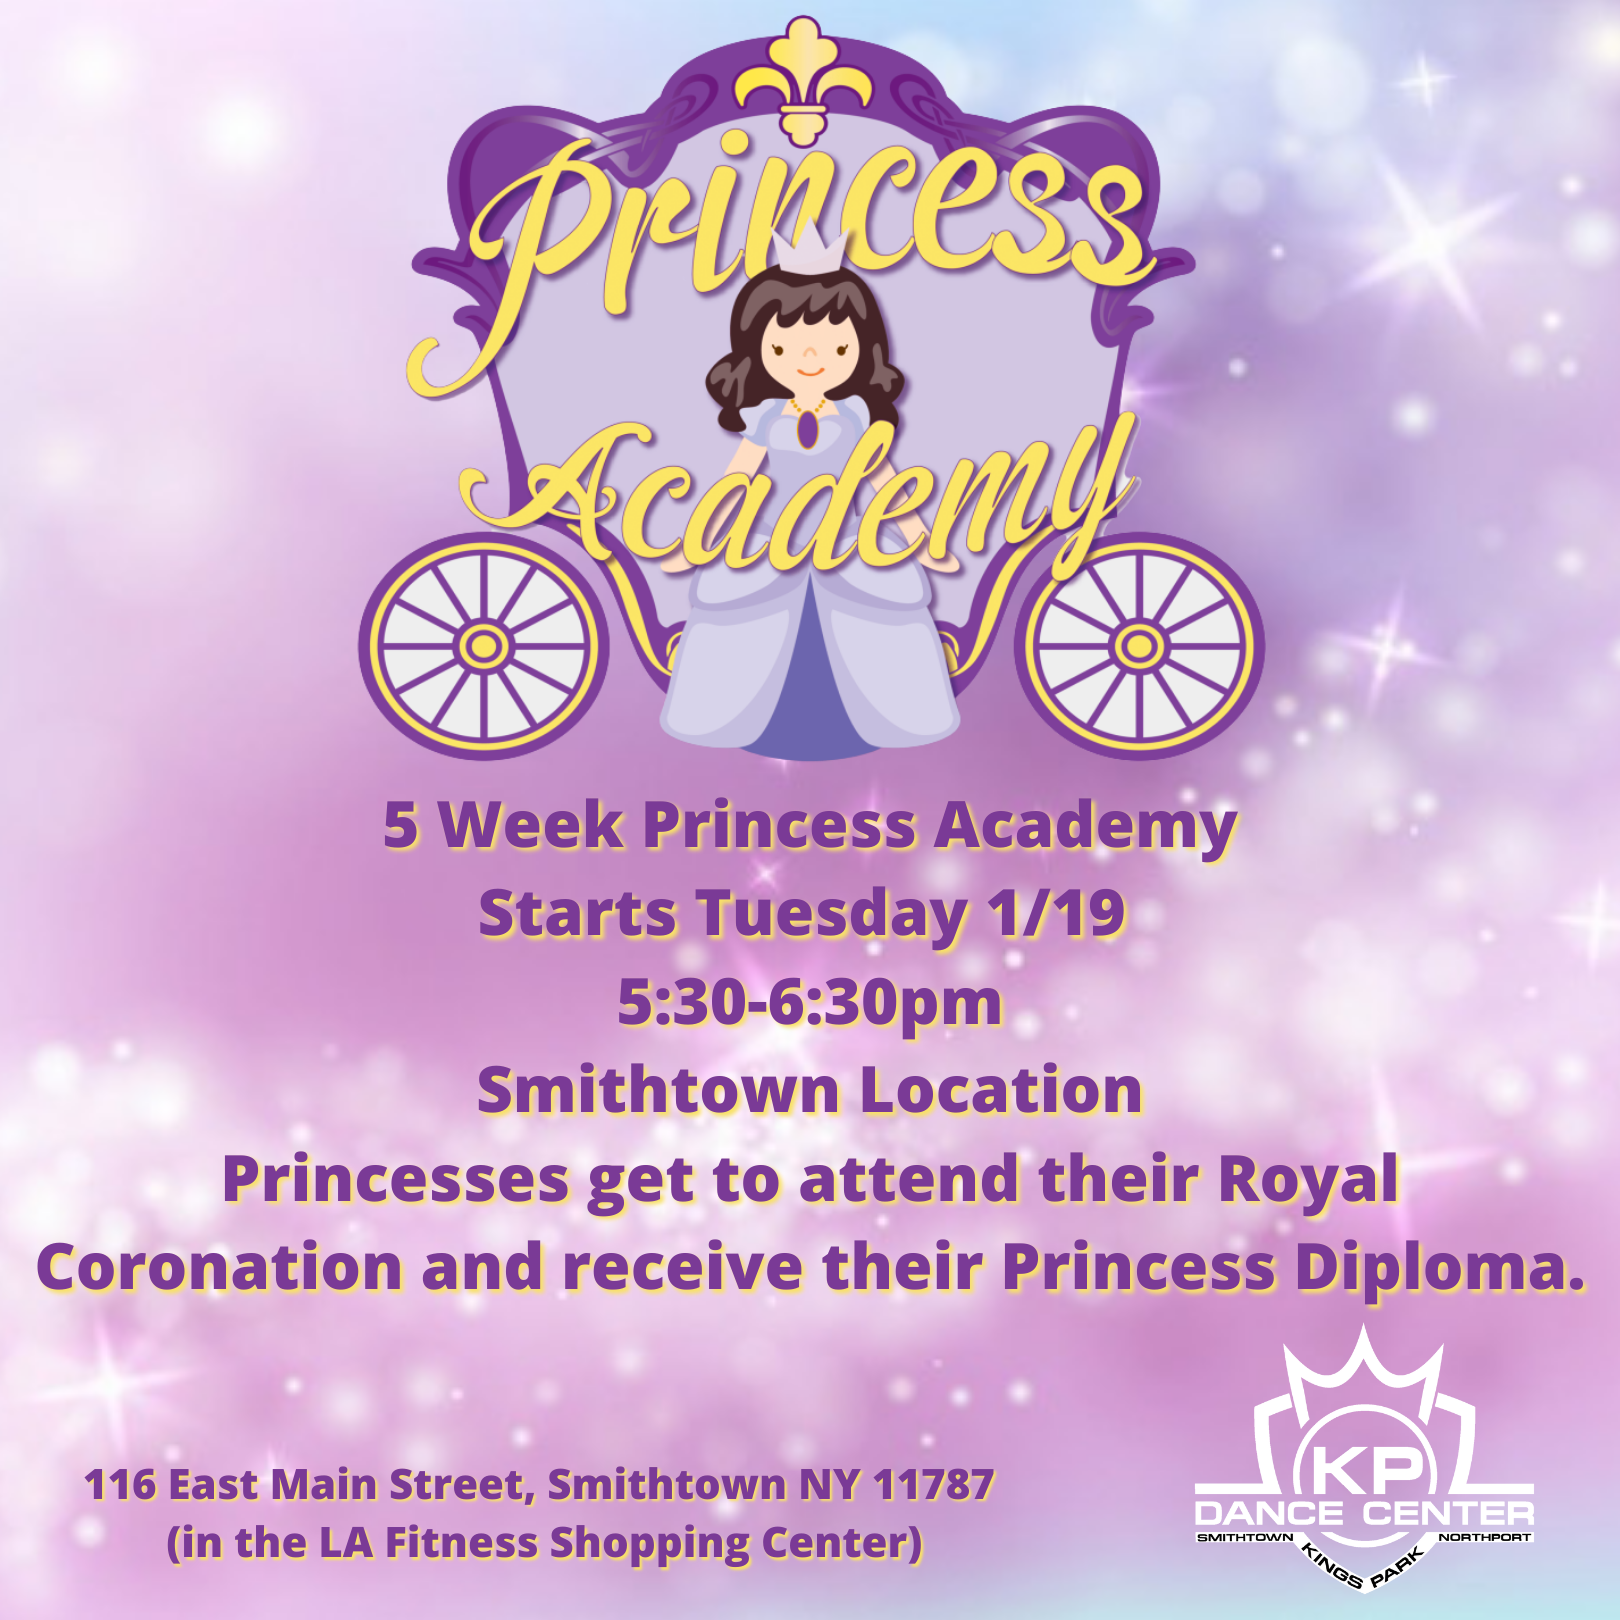 Princess
Academy
5 Week Princess Academy
Starts Tuesday 1/19
5:30-6:30pm
Smithtown Location
Princesses get to attend their Royal
Coronation and receive their Princess Diploma.
116 East Main Street, Smithtown NY 11787
(in the LA Fitness Shopping Center)
KP
DANCE CENTER
SMITHTOWN NORTHPORT
KINGS PARK